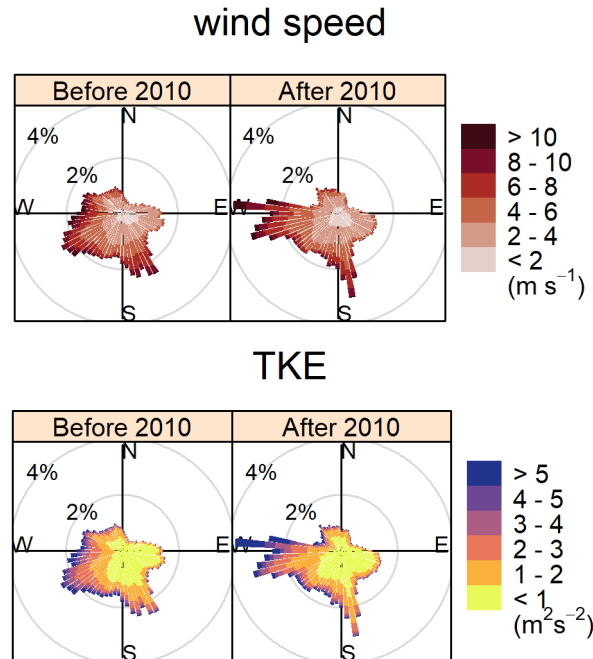 wind speed
Before 2010
After 2010
N
N
4%
4%
2%
2%
W
E
W
E
S
S
> 10
8 - 10
6 - 8
4 - 6
2 - 4
< 2
(m s⁻¹)
TKE
Before 2010
After 2010
N
N
4%
4%
2%
2%
W
E
W
E
S
S
> 5
4 - 5
3 - 4
2 - 3
1 - 2
< 1
(m²s⁻²)